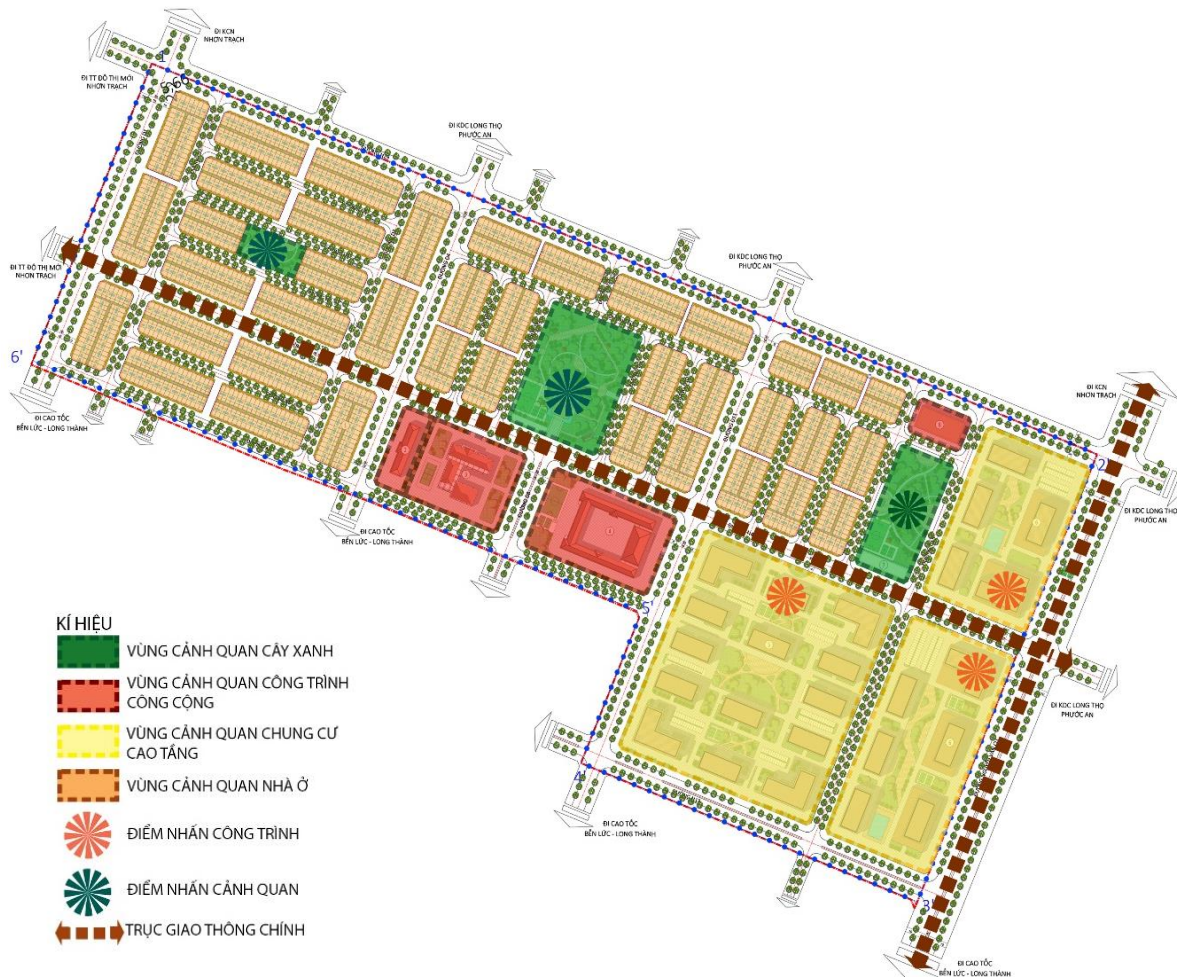 ĐI KCN
NHƠN TRẠCH
ĐI TT ĐÔ THỊ MỚI
NHƠN TRẠCH
1'
5,66
ĐI KDC LONG THỌ
PHƯỚC AN
ĐI KDC LONG THỌ
PHƯỚC AN
ĐI TT ĐÔ THỊ MỚI
NHƠN TRẠCH
6'
ĐI CAO TỐC
BẾN LỨC - LONG THÀNH
ĐI KCN
NHƠN TRẠCH
2'
ĐI KDC LONG THỌ
PHƯỚC AN
ĐI CAO TỐC
BẾN LỨC - LONG THÀNH
5'
ĐI KDC LONG THỌ
PHƯỚC AN
4'
ĐI CAO TỐC
BẾN LỨC - LONG THÀNH
3'
ĐI CAO TỐC
BẾN LỨC - LONG THÀNH
KÍ HIỆU
VÙNG CẢNH QUAN CÂY XANH
VÙNG CẢNH QUAN CÔNG TRÌNH
CÔNG CỘNG
VÙNG CẢNH QUAN CHUNG CƯ
CAO TẦNG
VÙNG CẢNH QUAN NHÀ Ở
ĐIỂM NHẤN CÔNG TRÌNH
ĐIỂM NHẤN CẢNH QUAN
TRỤC GIAO THÔNG CHÍNH